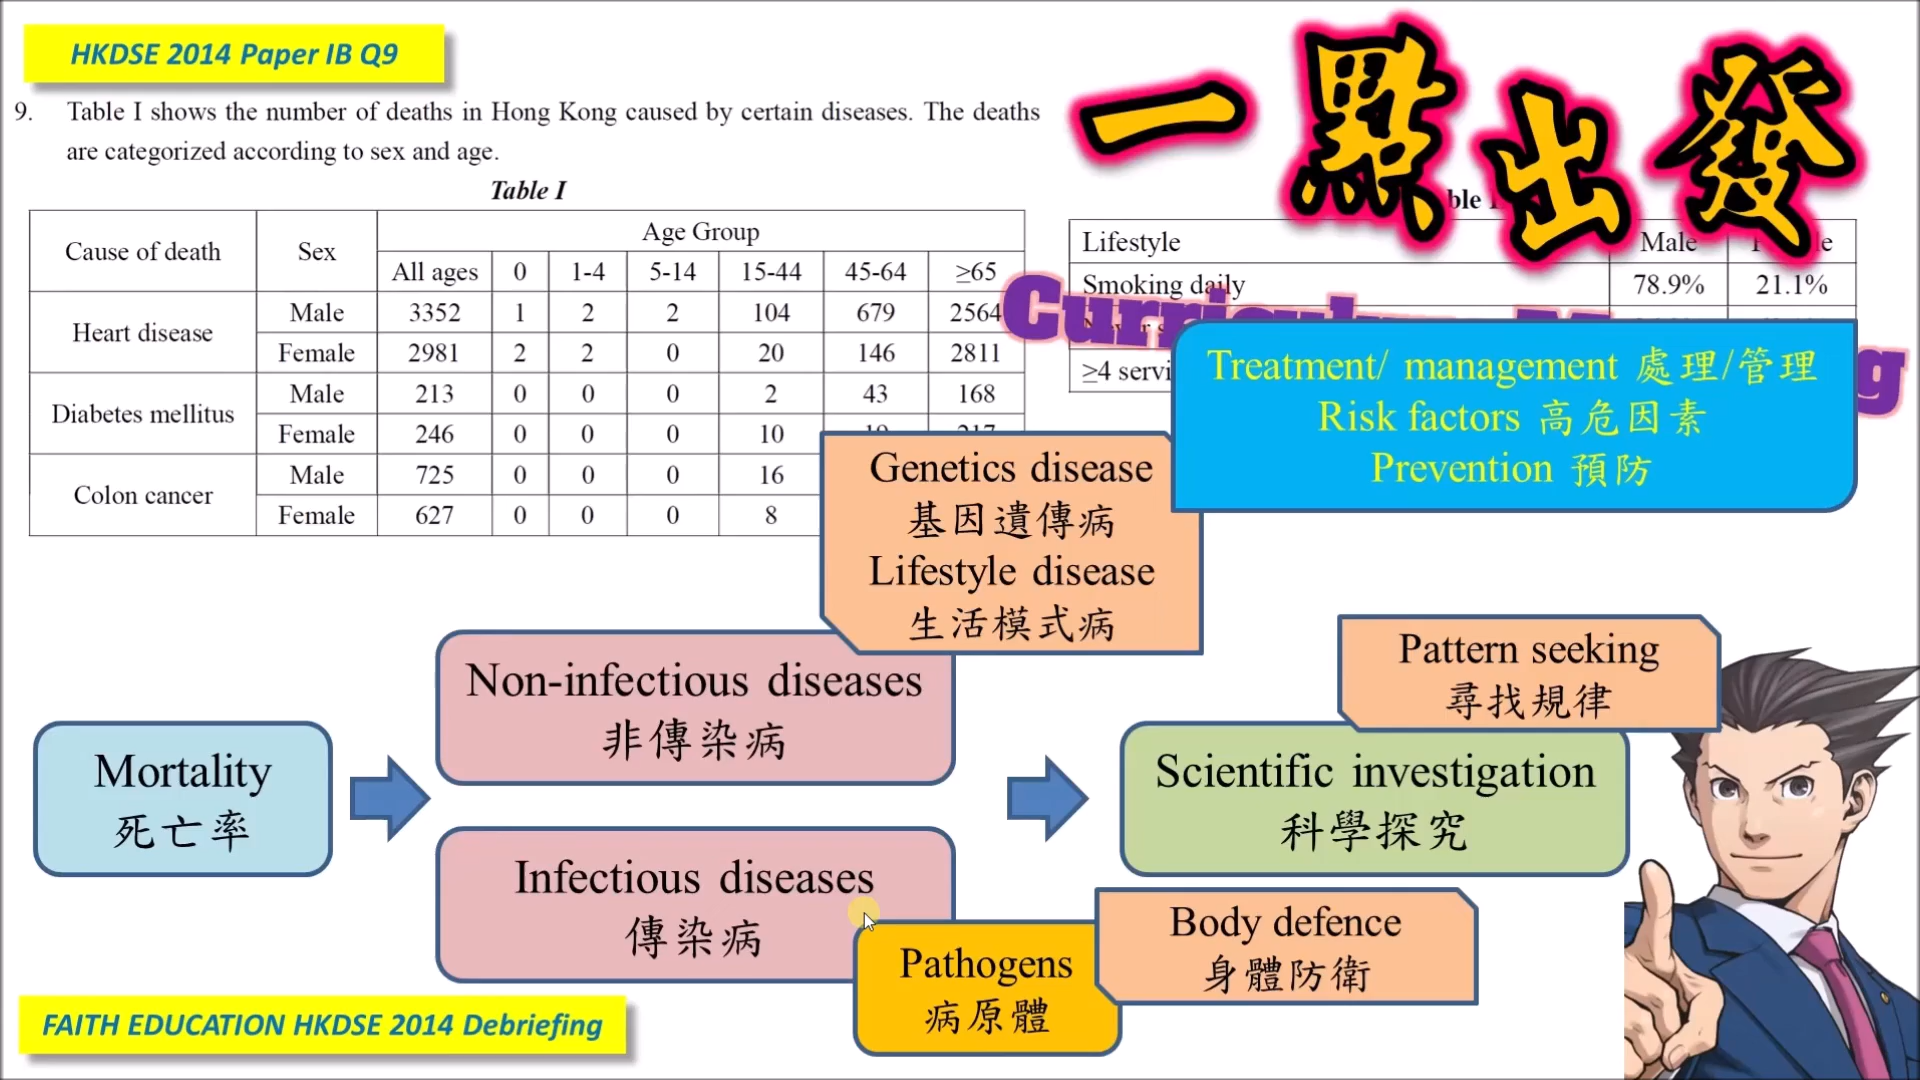 HKDSE 2014 Paper IB Q9
一點出發
9. Table I shows the number of deaths in Hong Kong caused by certain diseases. The deaths
are categorized according to sex and age.
Table I
Cause of death Sex Age Group
All ages 0 1-4 5-14 15-44 45-64 ≥65
Heart disease Male 3352 1 2 2 104 679 2564
Female 2981 2 2 0 20 146 2811
Diabetes mellitus Male 213 0 0 0 2 43 168
Female 246 0 0 0 10
Colon cancer Male 725 0 0 0 16
Female 627 0 0 0 8
Lifestyle Male
Smoking daily 78.9% 21.1%
≥4 servi
Treatment/ management 處理/管理
Risk factors 高危因素
Prevention 預防
Genetics disease
基因遺傳病
Lifestyle disease
生活模式病
Non-infectious diseases
非傳染病
Mortality
死亡率
Infectious diseases
傳染病
Pathogens
病原體
Body defence
身體防衛
Pattern seeking
尋找規律
Scientific investigation
科學探究
FAITH EDUCATION HKDSE 2014 Debriefing